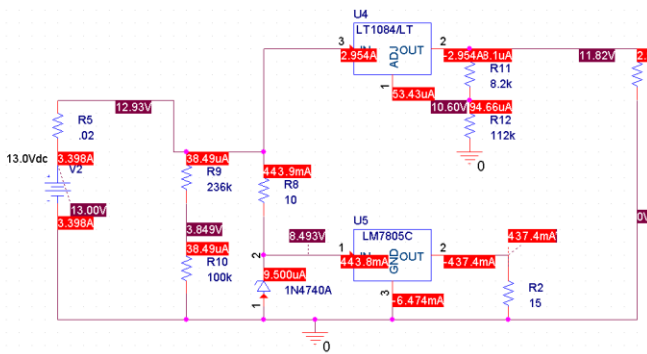 U4
LT1084/LT
3
IN
OUT
2
ADJ
1
2.954A
-2.954A
8.1uA
11.82V
R11
8.2k
53.43uA
10.60V
94.66uA
R12
112k
0
12.93V
R5
.02
13.0Vdc
3.398A
V2
13.00V
3.398A
38.49uA
R9
236k
3.849V
38.49uA
R10
100k
443.9mA
R8
10
8.493V
2
9.500uA
1N4740A
1
U5
LM7805C
1
OUT
2
GND
443.8mA
-437.4mA
437.4mA
3
-6.474mA
R2
15
0